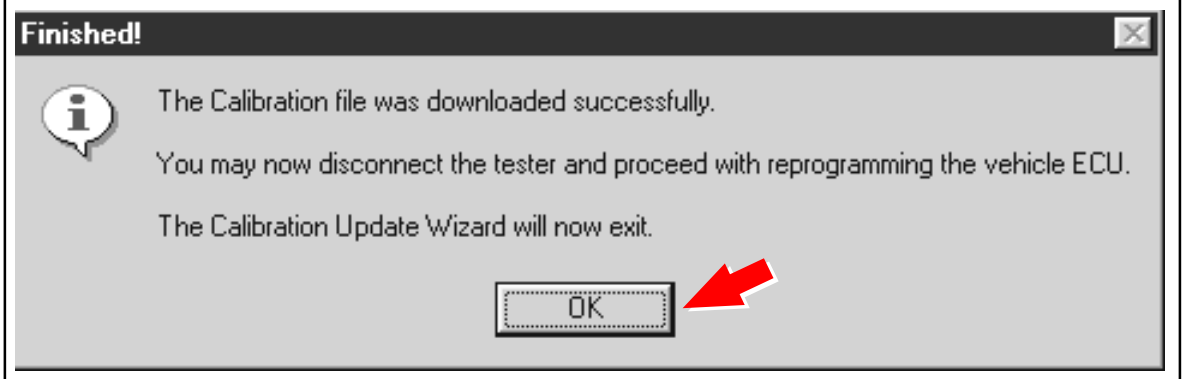 Finished!
The Calibration file was downloaded successfully.
You may now disconnect the tester and proceed with reprogramming the vehicle ECU.
The Calibration Update Wizard will now exit.
OK